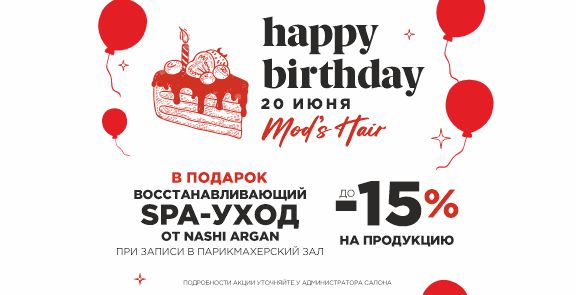 happy
birthday
20 ИЮНЯ
Mod's Hair
В ПОДАРОК
ВОССТАНАВЛИВАЮЩИЙ
SPA-УХОД
ОТ NASHI ARGAN
ПРИ ЗАПИСИ В ПАРИКМАХЕРСКИЙ ЗАЛ
ДО
-15%
НА ПРОДУКЦИЮ
ПОДРОБНОСТИ АКЦИИ УТОЧНЯЙТЕ У АДМИНИСТРАТОРА САЛОНА